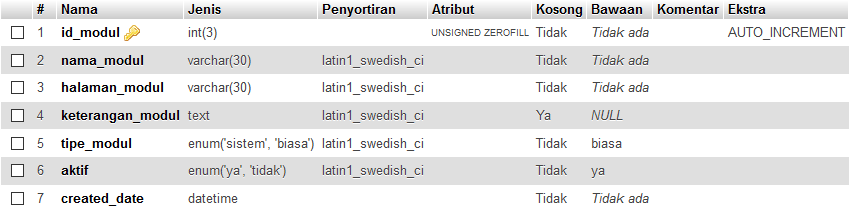 # Nama Jenis Penyortiran Atribut Kosong Bawaan Komentar Ekstra
1 id_modul int(3) UNSIGNED ZEROFILL Tidak Tidak ada AUTO_INCREMENT
2 nama_modul varchar(30) latin1_swedish_ci Tidak Tidak ada
3 halaman_modul varchar(30) latin1_swedish_ci Tidak Tidak ada
4 keterangan_modul text latin1_swedish_ci Ya NULL
5 tipe_modul enum('sistem', 'biasa') latin1_swedish_ci Tidak biasa
6 aktif enum('ya', 'tidak') latin1_swedish_ci Tidak ya
7 created_date datetime Tidak Tidak ada